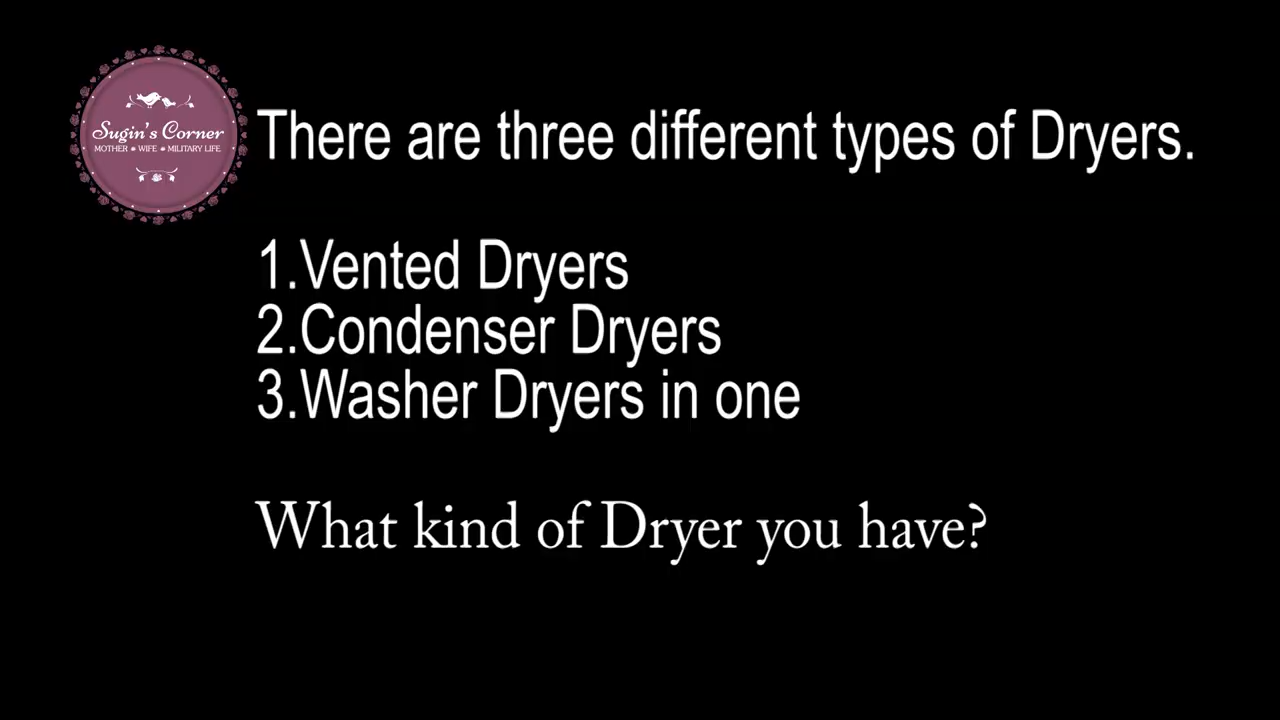 Sugin's Corner
MOTHER • WIFE • MILITARY LIFE
There are three different types of Dryers.
1.Vented Dryers
2.Condenser Dryers
3.Washer Dryers in one
What kind of Dryer you have?